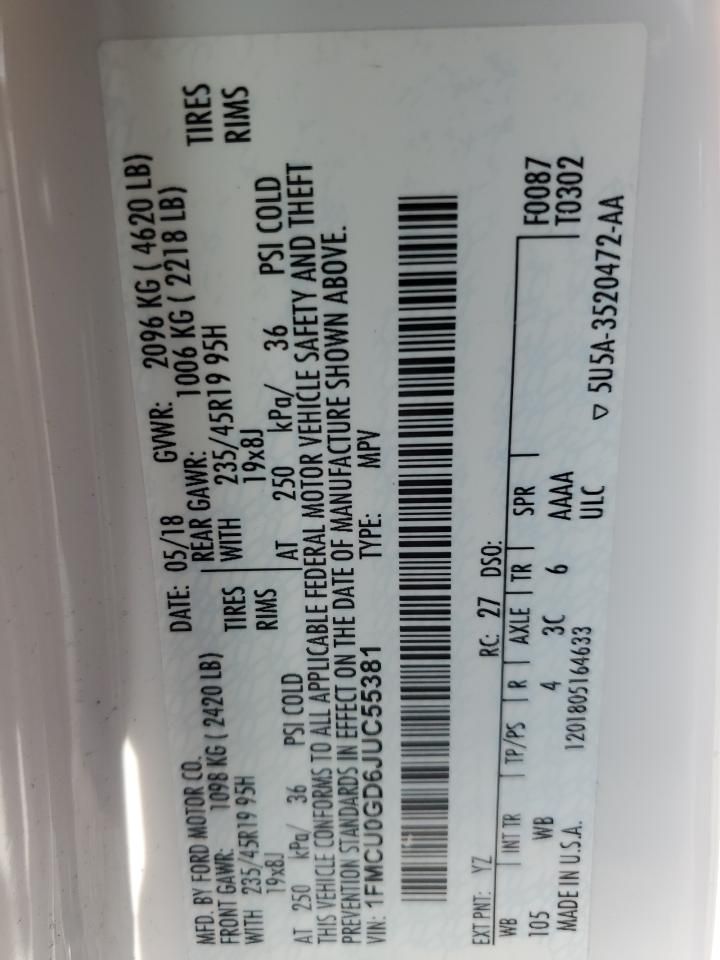 MFD. BY FORD MOTOR CO. DATE: 05/18 GVWR: 2096 KG ( 4620 LB)
FRONT GAWR: 1098 KG ( 2420 LB) REAR GAWR: 1006 KG ( 2218 LB)
WITH 235/45R19 95H TIRES WITH 235/45R19 95H TIRES
19x8J RIMS 19x8J RIMS
AT 250 kPa/ 36 PSI COLD AT 250 kPa/ 36 PSI COLD
THIS VEHICLE CONFORMS TO ALL APPLICABLE FEDERAL MOTOR VEHICLE SAFETY AND THEFT
PREVENTION STANDARDS IN EFFECT ON THE DATE OF MANUFACTURE SHOWN ABOVE.
VIN: 1FMCU0GD6JUC55381 TYPE: MPV
EXT PNT: YZ RC: 27 DSO:
WB INT TR TP/PS R AXLE TR SPR F0087
105 WB 4 3C 6 AAAA T0302
MADE IN U.S.A. 1201805164633 ULC
▽ 5U5A-3520472-AA